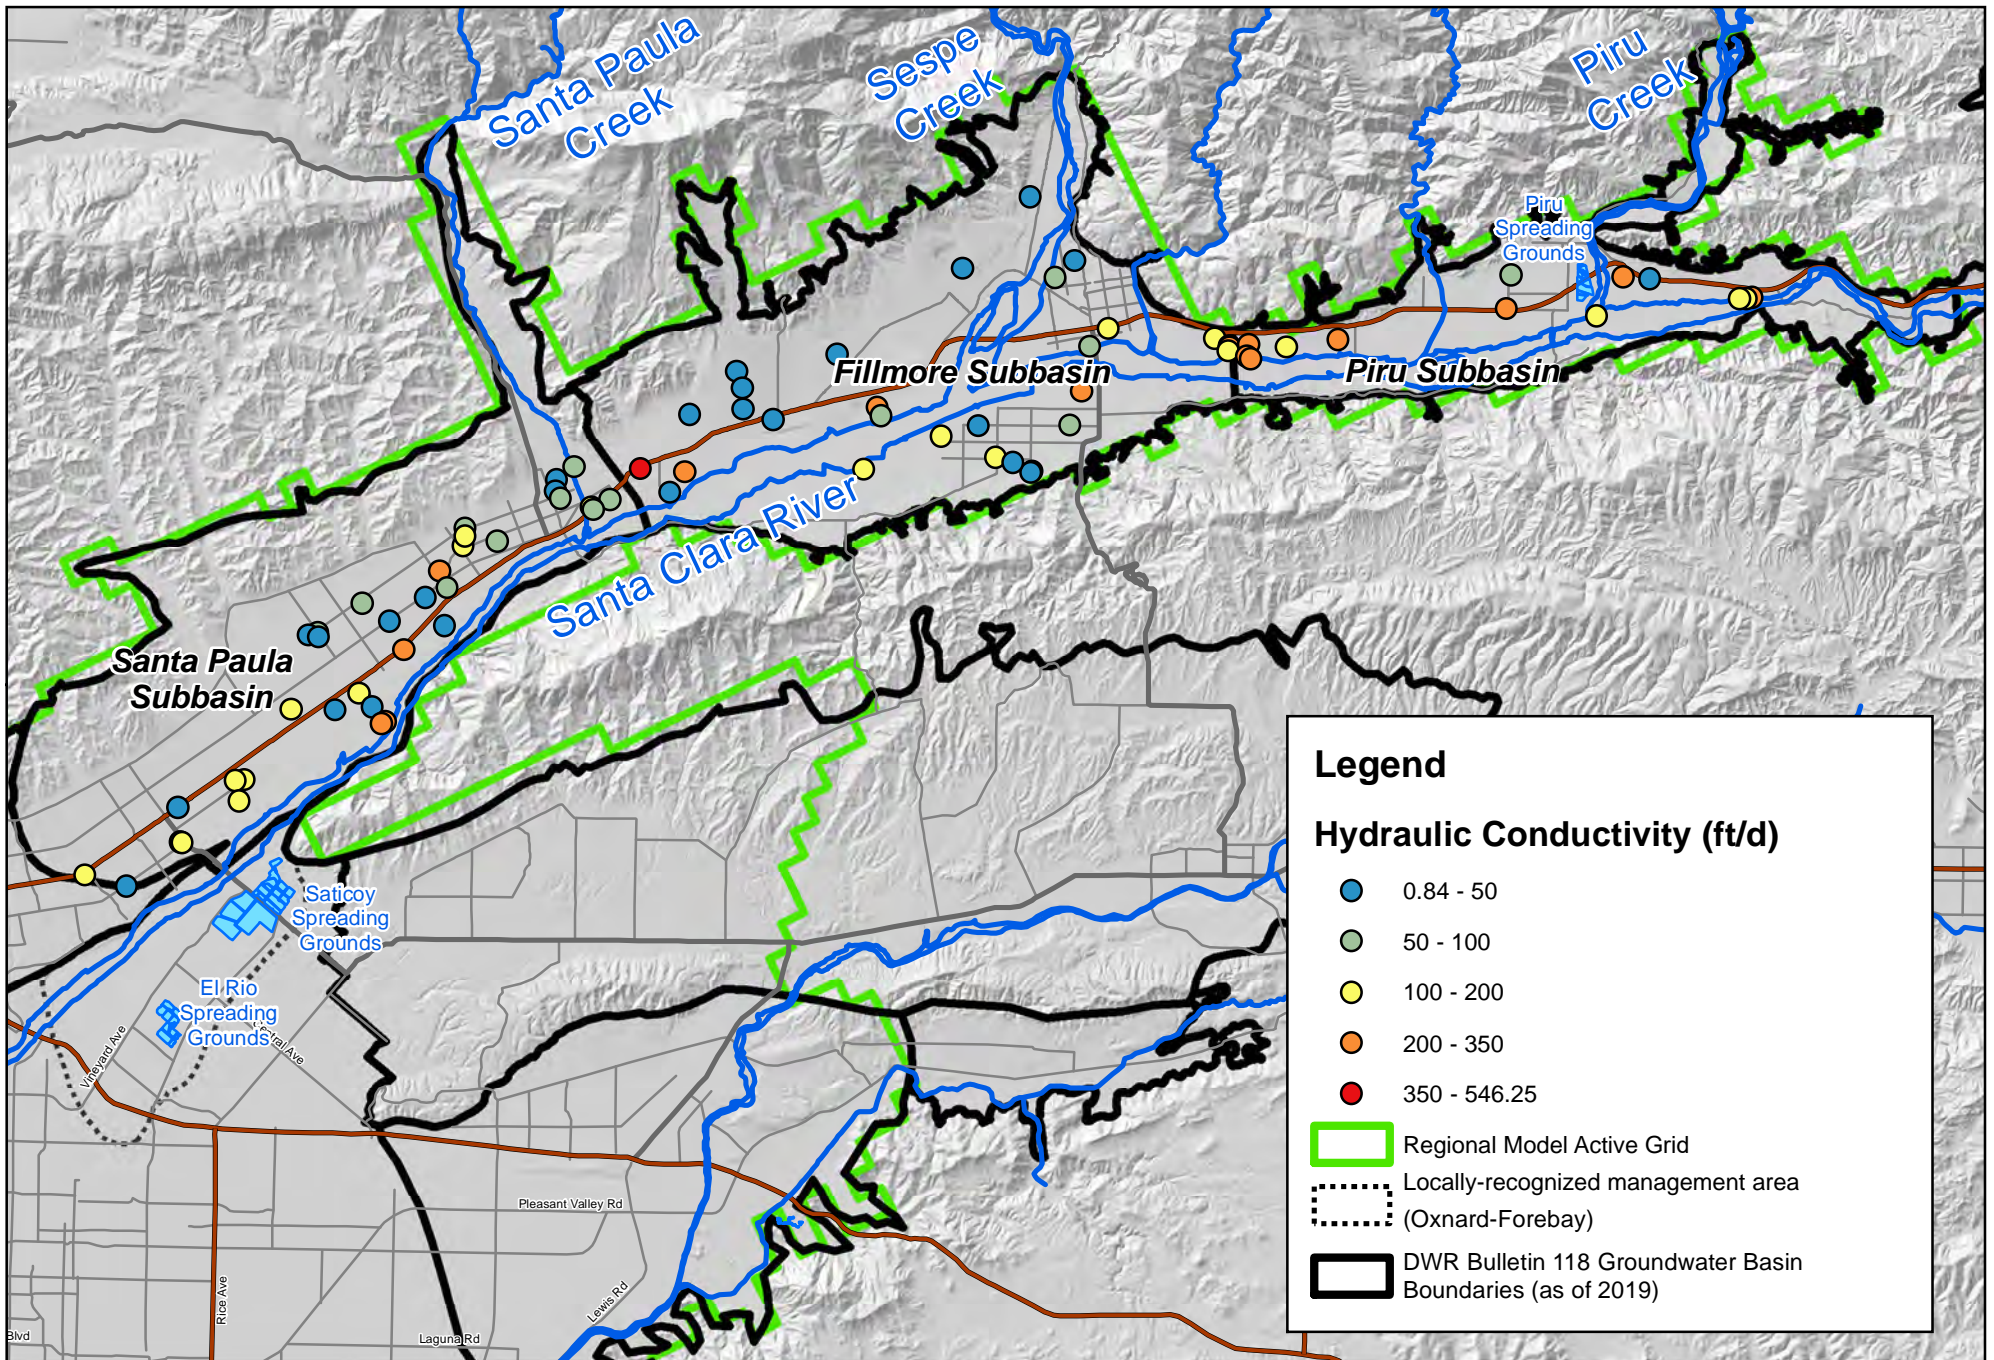 Santa Paula
Creek
Sespe
Creek
Piru
Creek
Piru
Spreading
Grounds
Fillmore Subbasin
Piru Subbasin
Santa Clara River
Santa Paula
Subbasin
Saticoy
Spreading
Grounds
El Rio
Spreading
Grounds
Vineyard Ave
Central Ave
Pleasant Valley Rd
Rice Ave
Lewis Rd
Laguna Rd
Blvd
Legend
Hydraulic Conductivity (ft/d)
0.84 - 50
50 - 100
100 - 200
200 - 350
350 - 546.25
Regional Model Active Grid
Locally-recognized management area
(Oxnard-Forebay)
DWR Bulletin 118 Groundwater Basin
Boundaries (as of 2019)